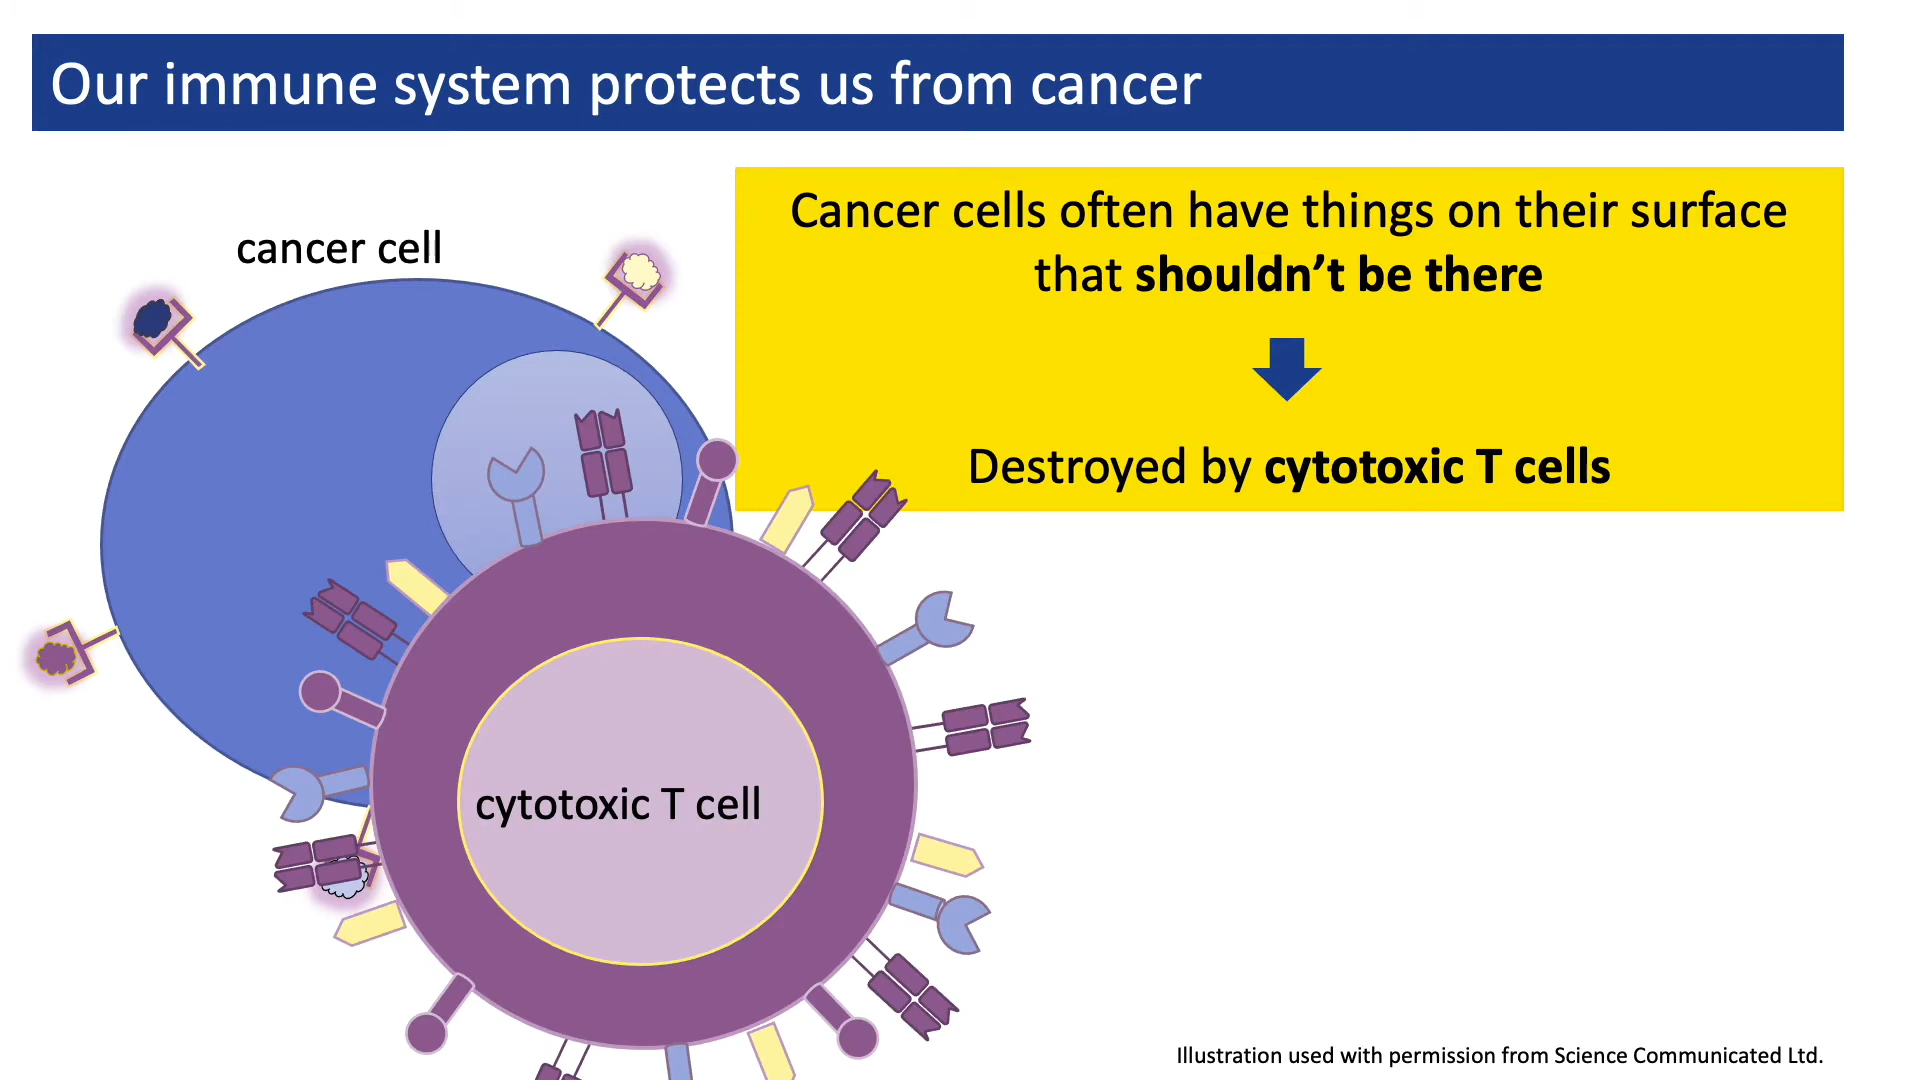 Our immune system protects us from cancer
Cancer cells often have things on their surface
that shouldn’t be there
cancer cell
Destroyed by cytotoxic T cells
cytotoxic T cell
Illustration used with permission from Science Communicated Ltd.